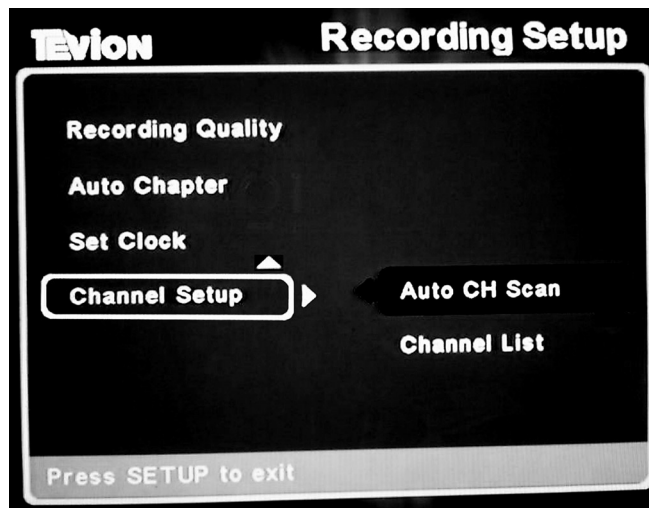 TEVION
Recording Setup
Recording Quality
Auto Chapter
Set Clock
Channel Setup
Auto CH Scan
Channel List
Press SETUP to exit